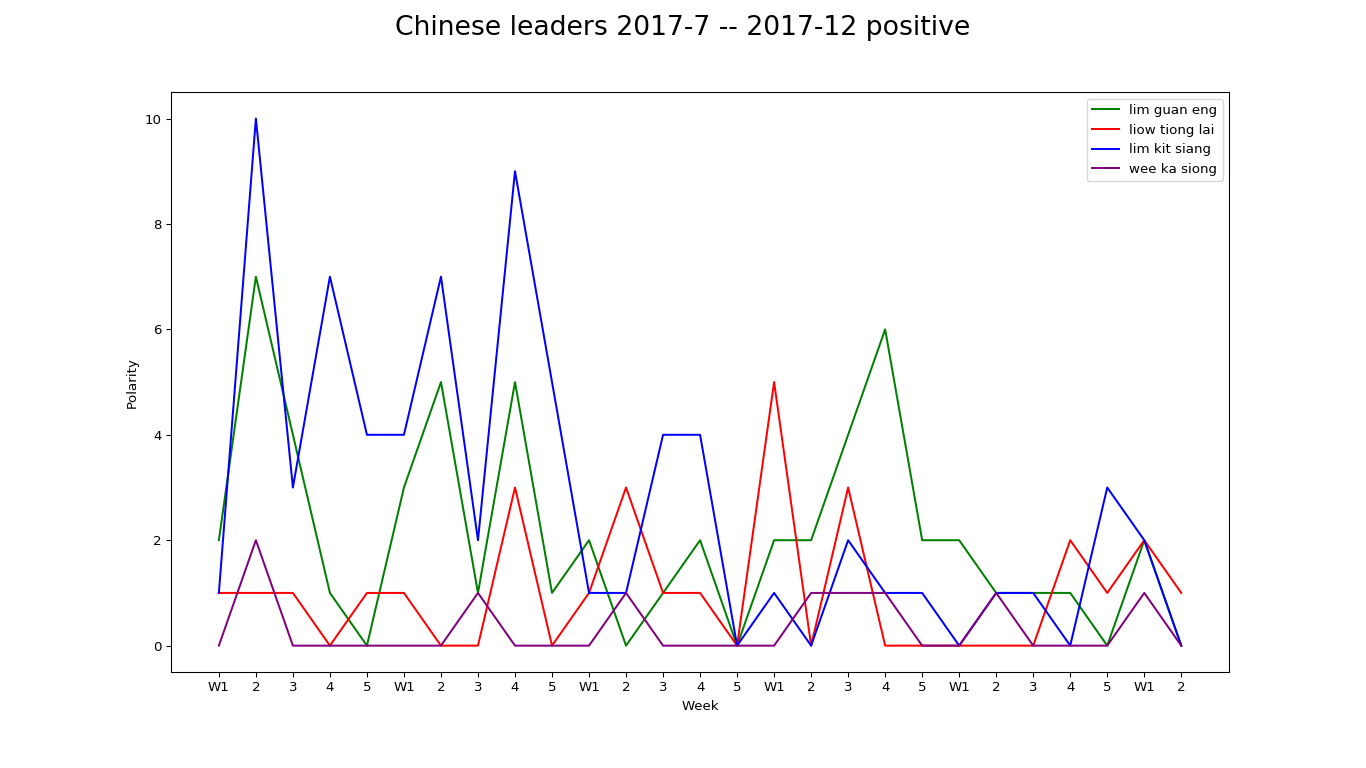 Chinese leaders 2017-7 -- 2017-12 positive
lim guan eng
liow tiong lai
lim kit siang
wee ka siong
10
8
6
4
2
0
Polarity
W1 2 3 4 5 W1 2 3 4 5 W1 2 3 4 5 W1 2 3 4 5 W1 2 3 4 5 W1 2
Week